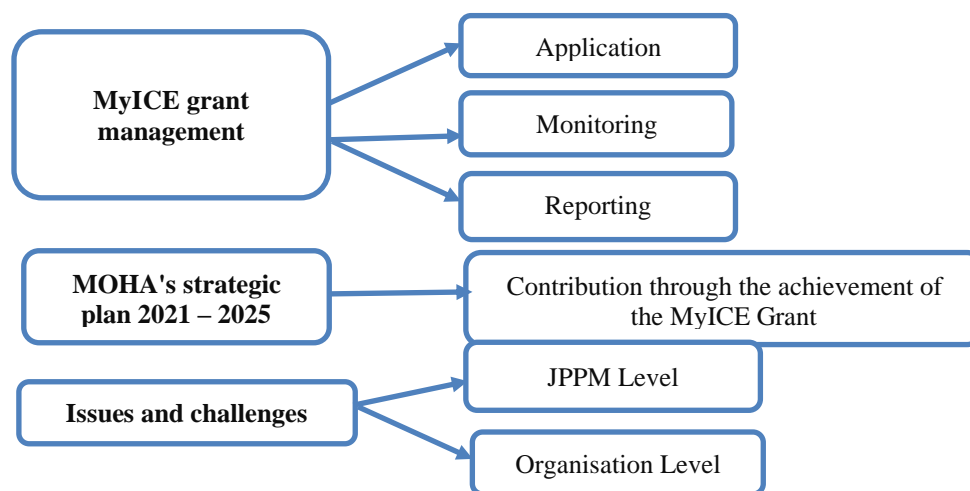 MyICE grant
management
Application
Monitoring
Reporting
MOHA's strategic
plan 2021 – 2025
Contribution through the achievement of
the MyICE Grant
Issues and challenges
JPPM Level
Organisation Level